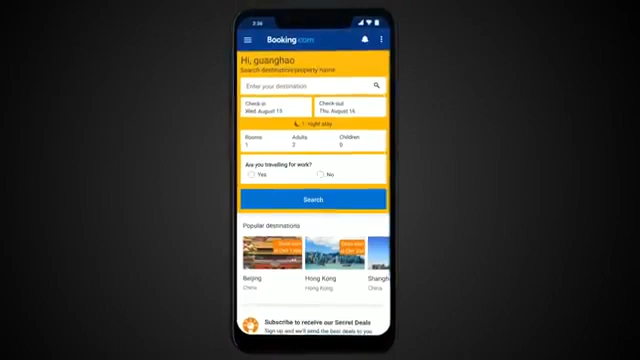 2:36
Booking.com
Hi, guanghao
Search destination/property name
Enter your destination
Check-in
Check-out
Wed, August 15
Thu, August 16
1 night stay
Rooms
Adults
Children
1
2
0
Are you travelling for work?
Yes
No
Search
Popular destinations
Beijing
Hong Kong
Shangh
China
Hong Kong
China
Subscribe to receive our Secret Deals
Sign up and we'll send the best deals to you